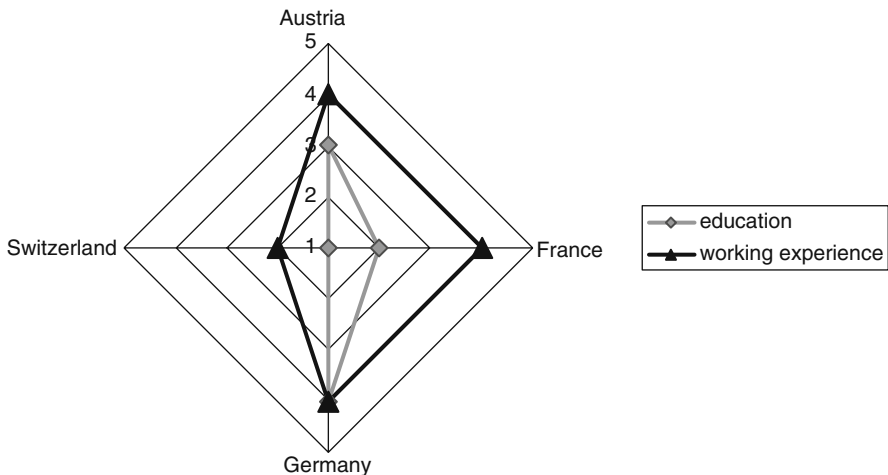 Austria
5
4
3
2
1
Switzerland
France
Germany
education
working experience